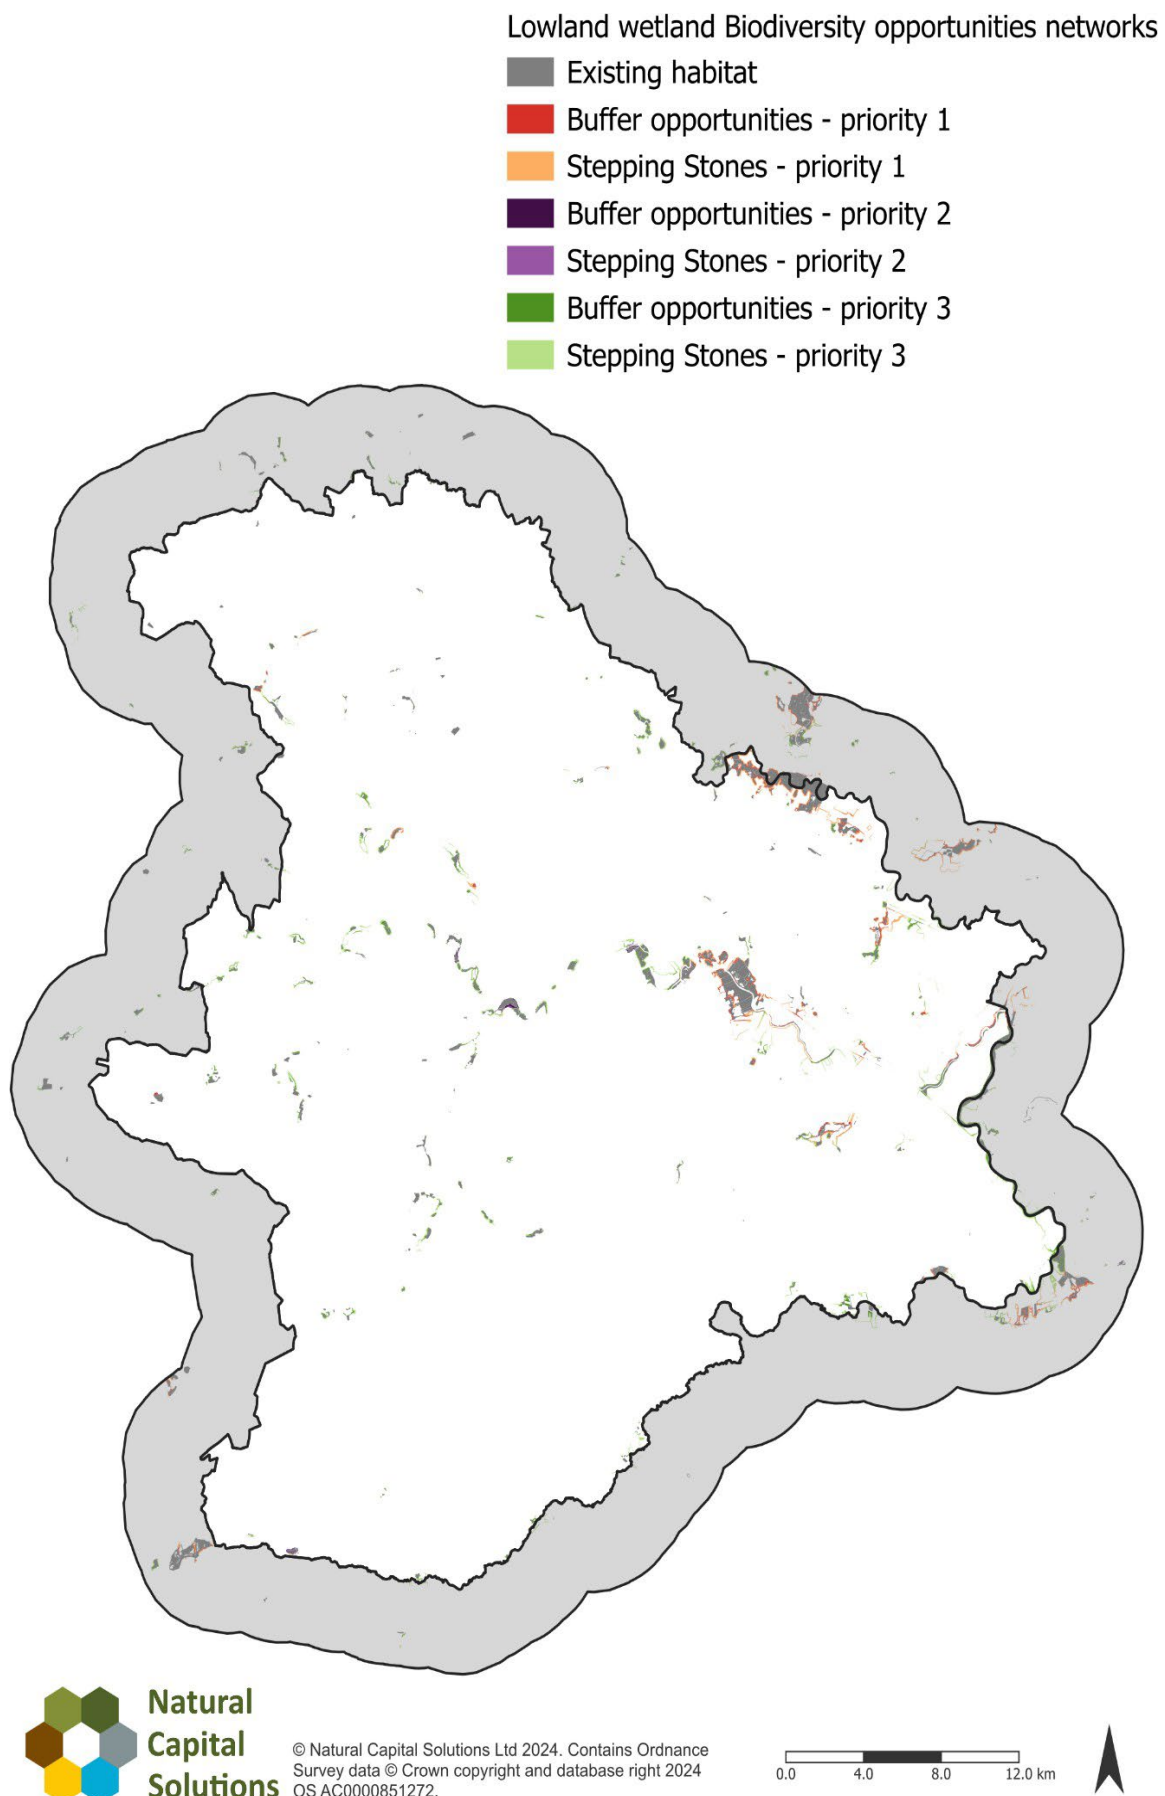 Lowland wetland Biodiversity opportunities networks
Existing habitat
Buffer opportunities - priority 1
Stepping Stones - priority 1
Buffer opportunities - priority 2
Stepping Stones - priority 2
Buffer opportunities - priority 3
Stepping Stones - priority 3
Natural
Capital
Solutions
© Natural Capital Solutions Ltd 2024. Contains Ordnance
Survey data © Crown copyright and database right 2024
OS AC0000851272.
0.0 4.0 8.0 12.0 km